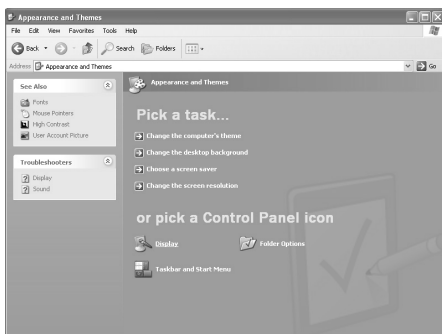 Appearance and Themes
File Edit View Favorites Tools Help
Back Search Folders
Address Appearance and Themes Go
See Also
Fonts
Mouse Pointers
High Contrast
User Account Picture
Troubleshooters
Display
Sound
Appearance and Themes
Pick a task...
Change the computer's theme
Change the desktop background
Choose a screen saver
Change the screen resolution
or pick a Control Panel icon
Display Folder Options
Taskbar and Start Menu